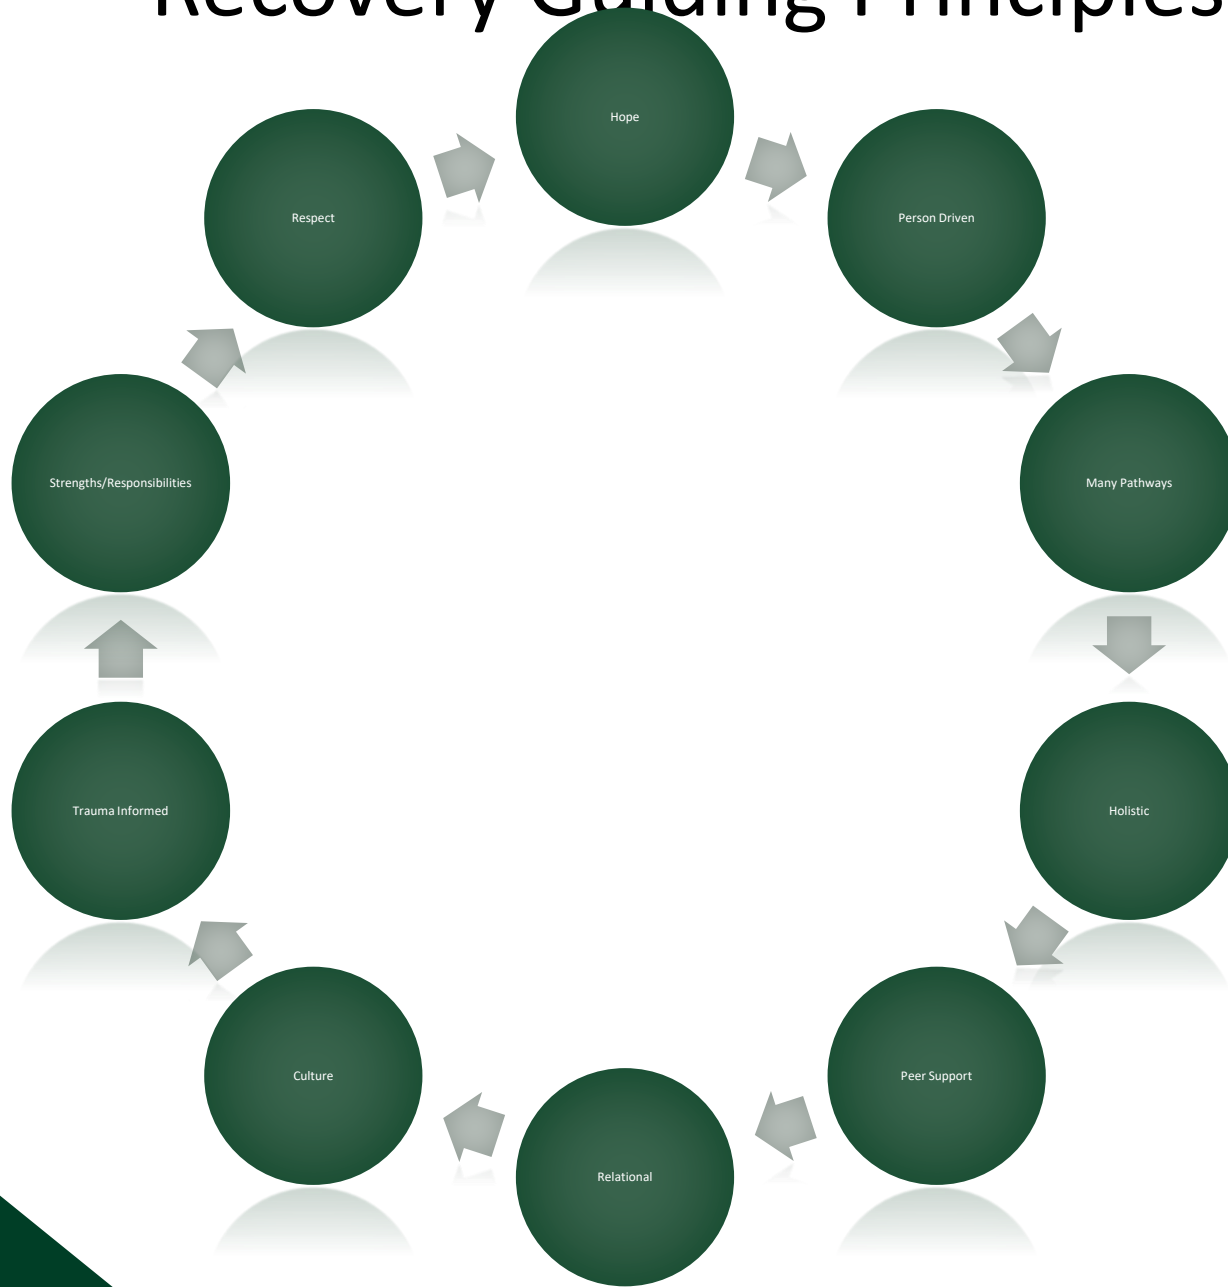 Recovery Guiding Principles
Hope
Person Driven
Many Pathways
Holistic
Peer Support
Relational
Culture
Trauma Informed
Strengths/Responsibilities
Respect